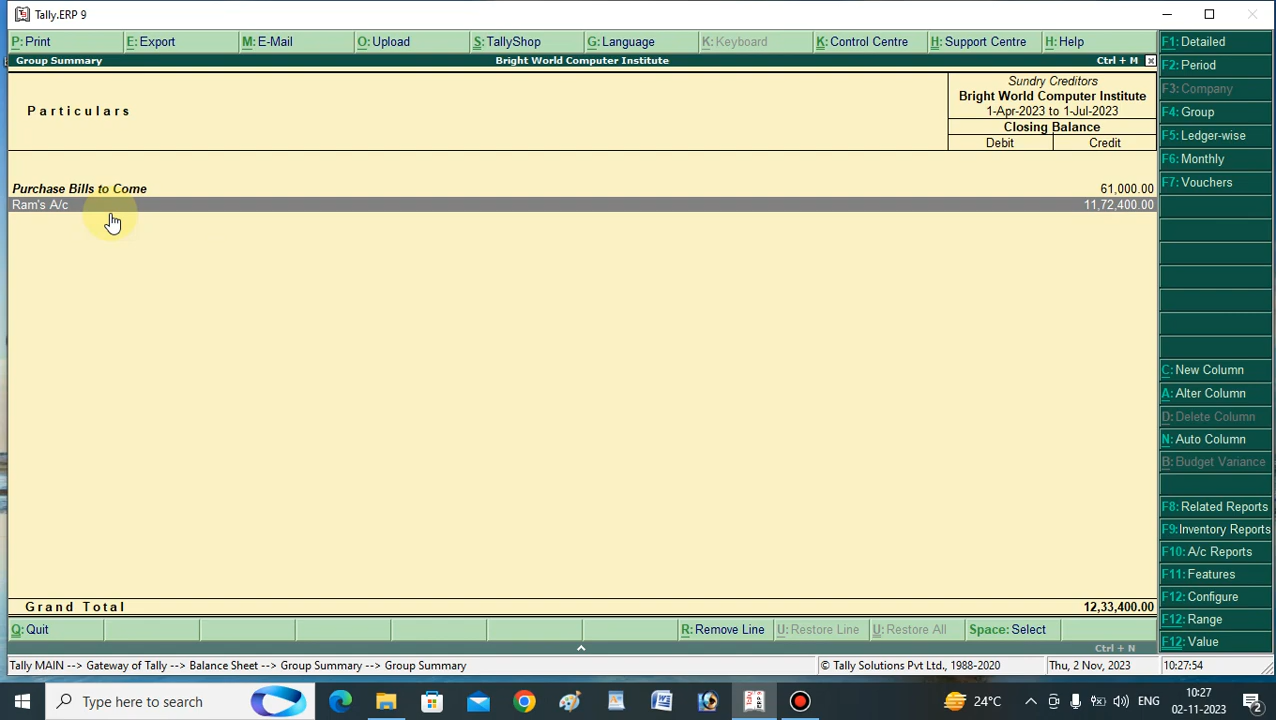 Tally.ERP 9
P: Print
E: Export
M: E-Mail
O: Upload
S: TallyShop
G: Language
K: Keyboard
K: Control Centre
H: Support Centre
H: Help
Group Summary
Bright World Computer Institute
Ctrl + M
Particulars
Sundry Creditors
Bright World Computer Institute
1-Apr-2023 to 1-Jul-2023
Closing Balance
Debit
Credit
Purchase Bills to Come
61,000.00
Ram's A/c
11,72,400.00
Grand Total
12,33,400.00
F1: Detailed
F2: Period
F3: Company
F4: Group
F5: Ledger-wise
F6: Monthly
F7: Vouchers
C: New Column
A: Alter Column
D: Delete Column
N: Auto Column
B: Budget Variance
F8: Related Reports
F9: Inventory Reports
F10: A/c Reports
F11: Features
F12: Configure
F12: Range
F12: Value
Q: Quit
R: Remove Line
U: Restore Line
U: Restore All
Space: Select
Ctrl + N
Tally MAIN --> Gateway of Tally --> Balance Sheet --> Group Summary --> Group Summary
© Tally Solutions Pvt Ltd., 1988-2020
Thu, 2 Nov, 2023
10:27:54
Type here to search
24°C
ENG
10:27
02-11-2023
2